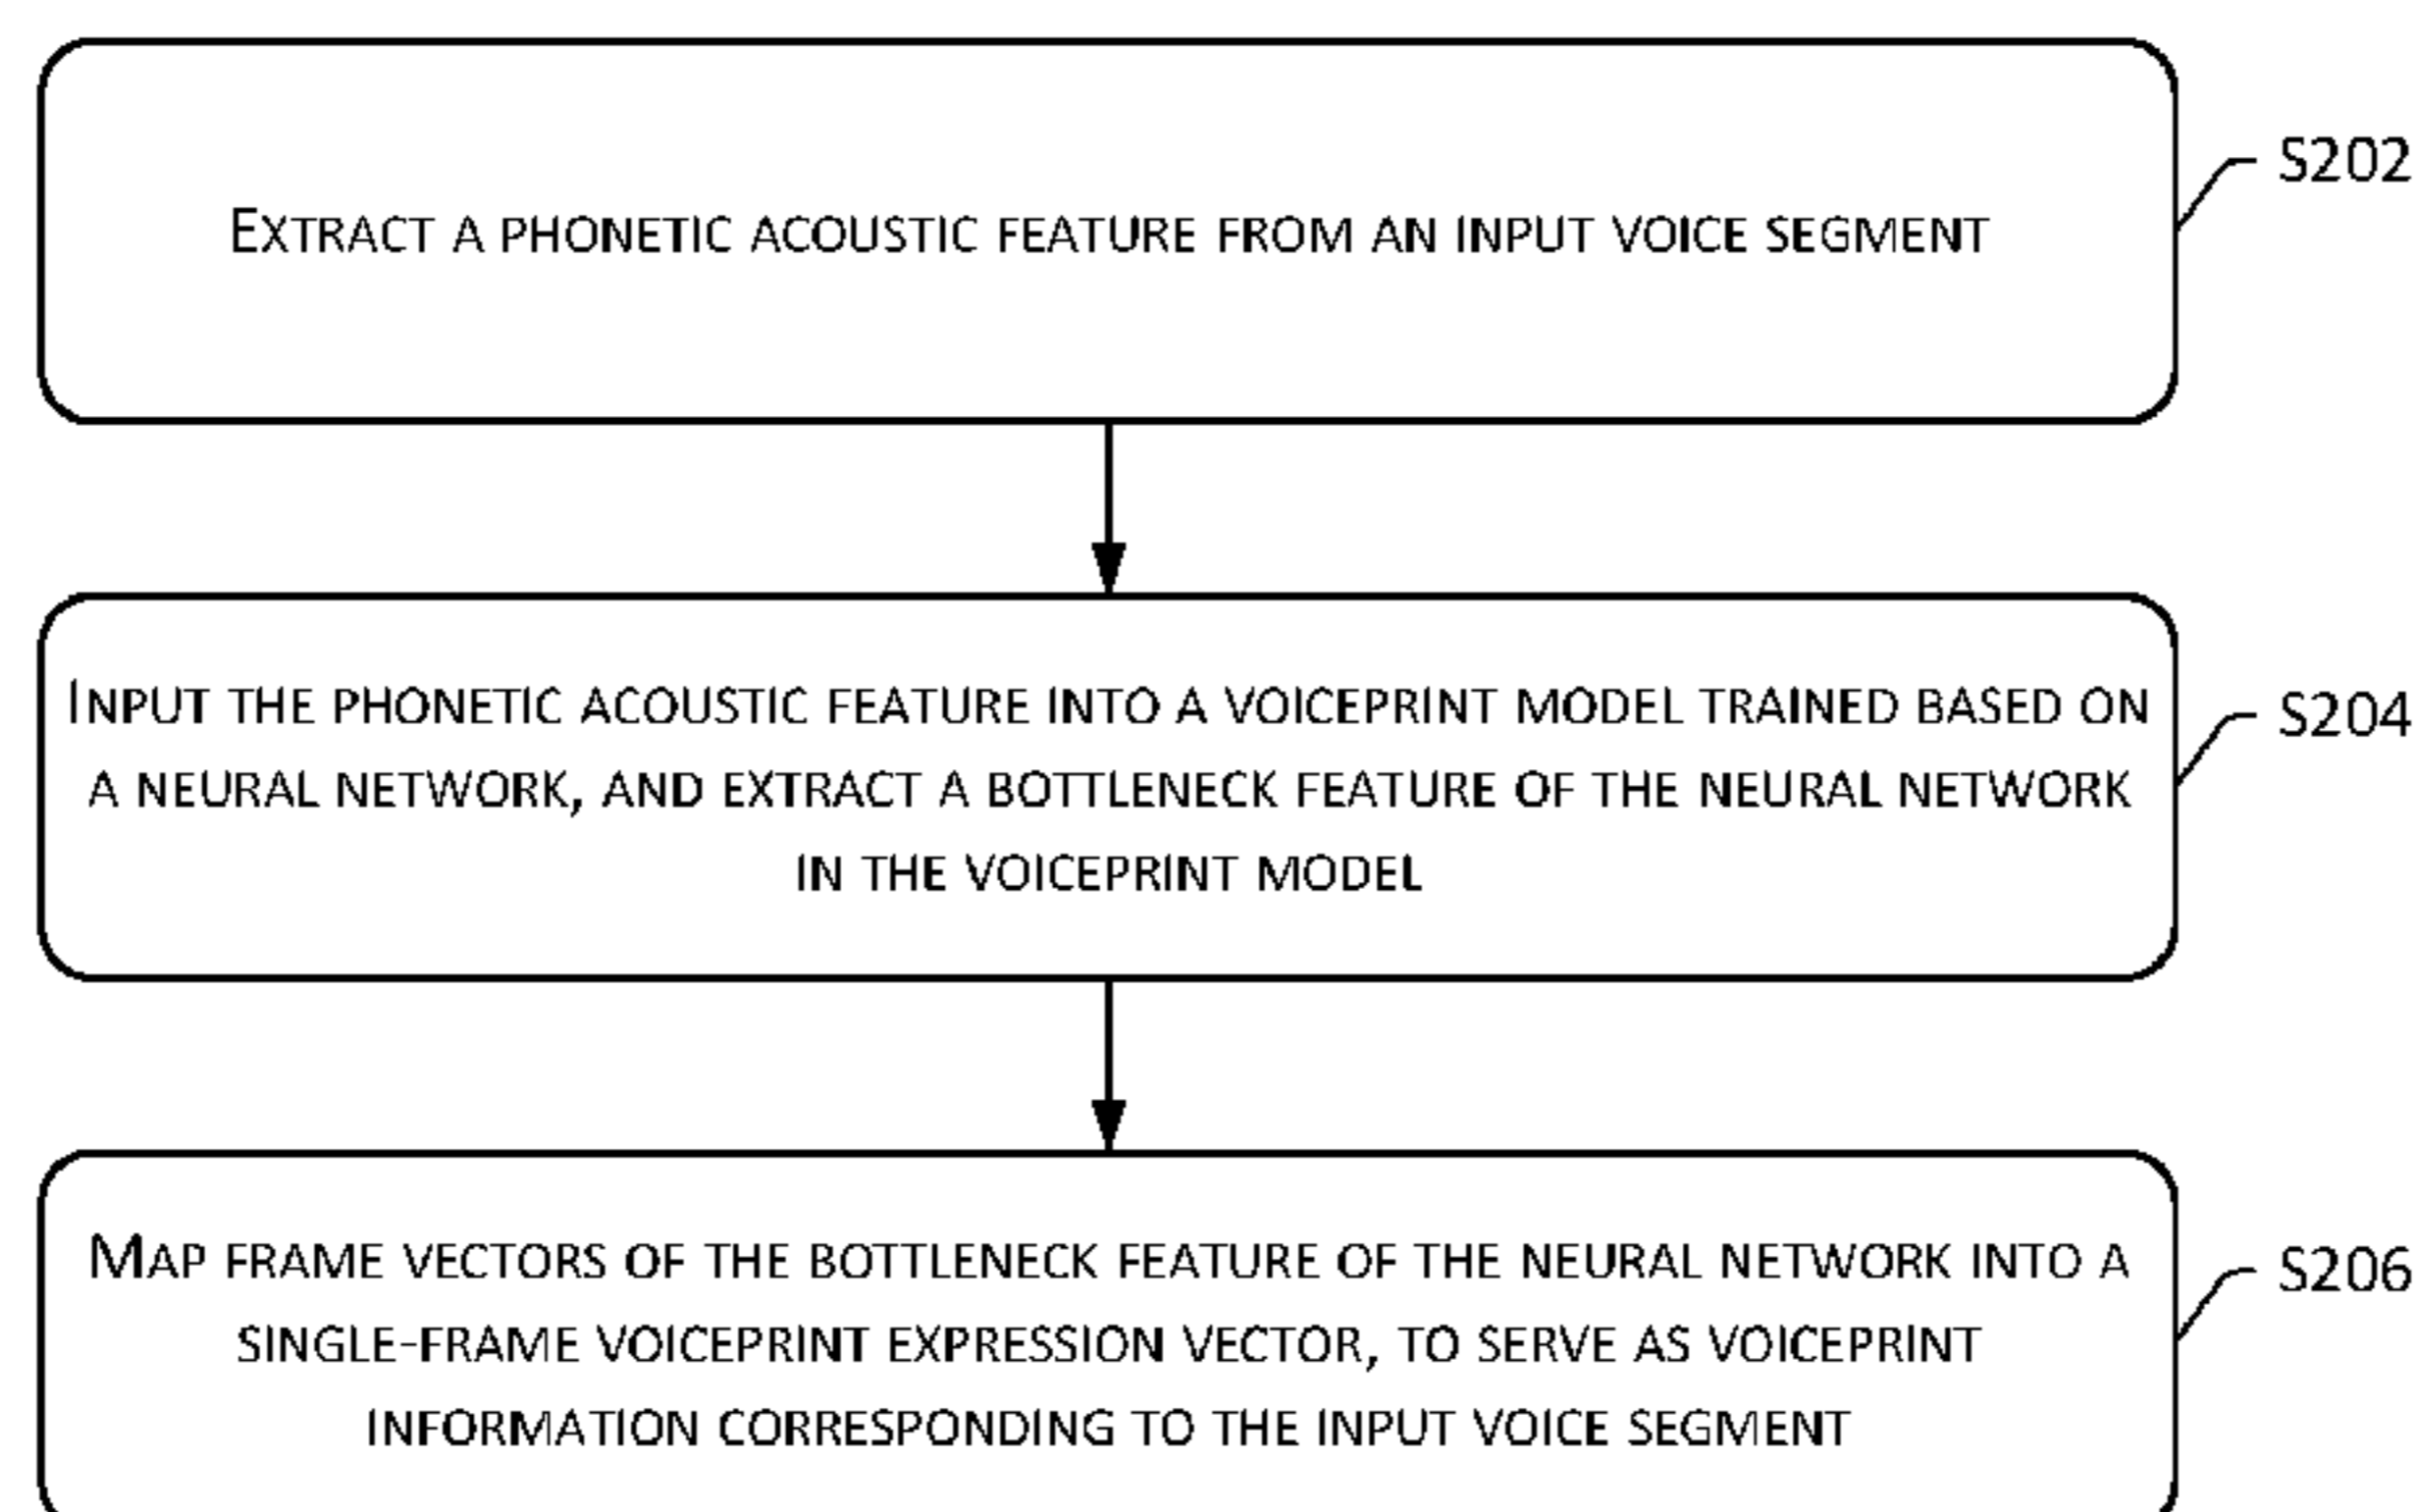 EXTRACT A PHONETIC ACOUSTIC FEATURE FROM AN INPUT VOICE SEGMENT
S202
INPUT THE PHONETIC ACOUSTIC FEATURE INTO A VOICEPRINT MODEL TRAINED BASED ON
A NEURAL NETWORK, AND EXTRACT A BOTTLENECK FEATURE OF THE NEURAL NETWORK
IN THE VOICEPRINT MODEL
S204
MAP FRAME VECTORS OF THE BOTTLENECK FEATURE OF THE NEURAL NETWORK INTO A
SINGLE-FRAME VOICEPRINT EXPRESSION VECTOR, TO SERVE AS VOICEPRINT
INFORMATION CORRESPONDING TO THE INPUT VOICE SEGMENT
S206